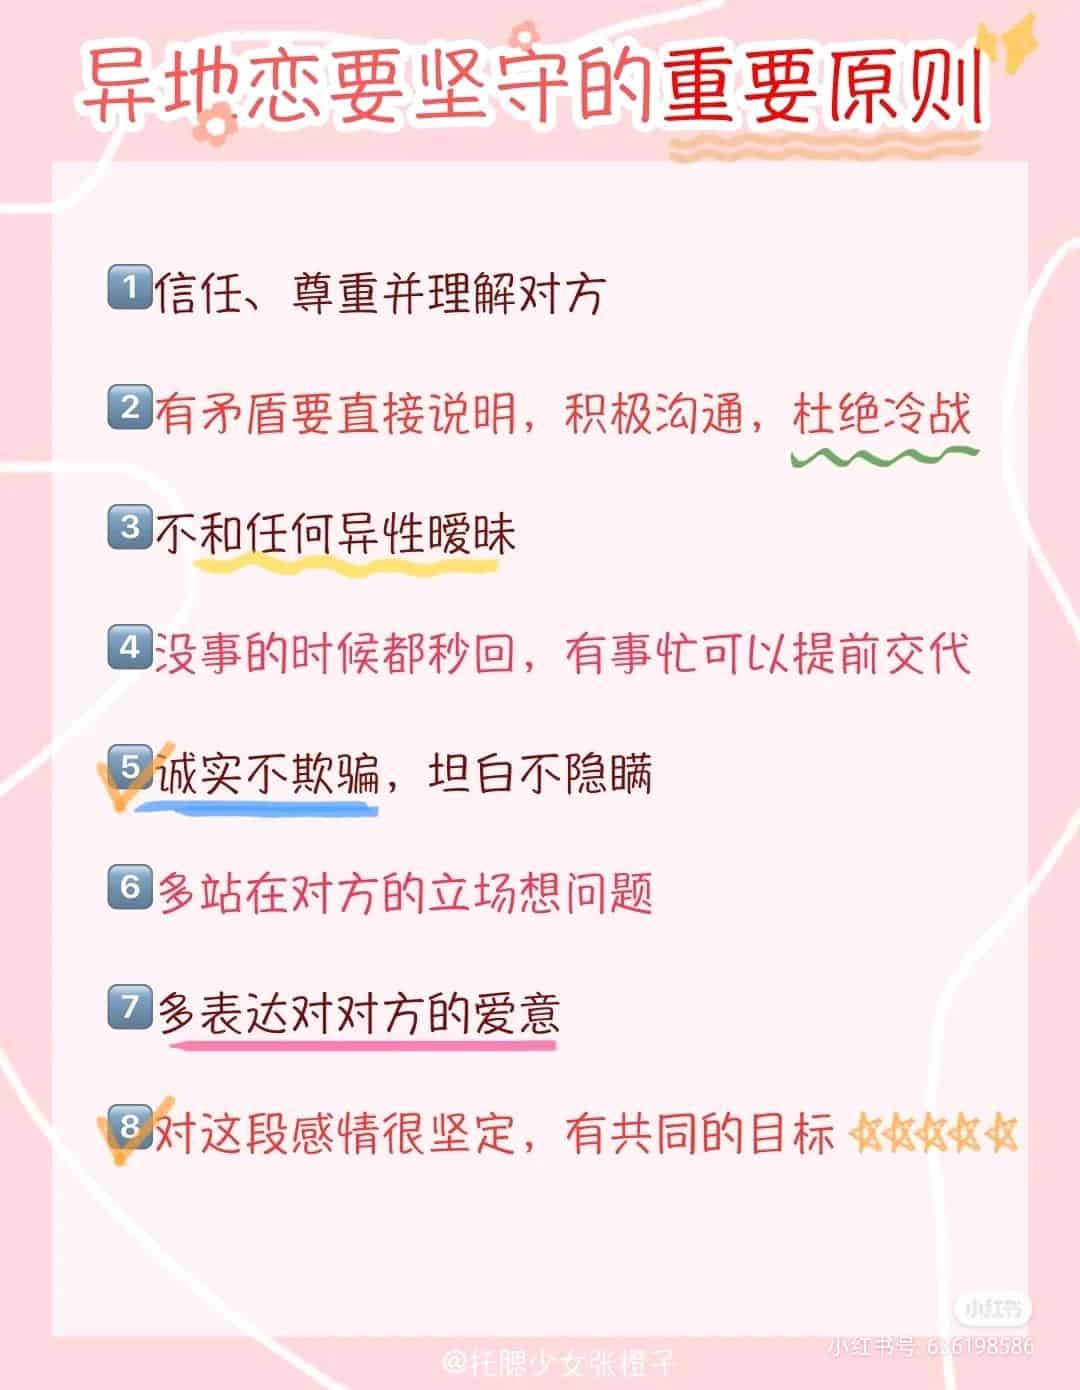 异地恋要坚守的重要原则
1信任、尊重并理解对方
2有矛盾要直接说明，积极沟通，杜绝冷战
3不和任何异性暧昧
4没事的时候都秒回，有事忙可以提前交代
5诚实不欺骗，坦白不隐瞒
6多站在对方的立场想问题
7多表达对对方的爱意
8对这段感情很坚定，有共同的目标
小红书
小红书号: 636198586
@托腮少女张橙子